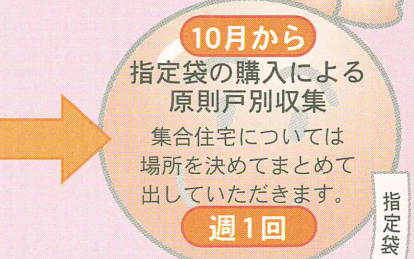 10月から
指定袋の購入による
原則戸別収集
集合住宅については
場所を決めてまとめて
出していただきます。
週1回
指定袋